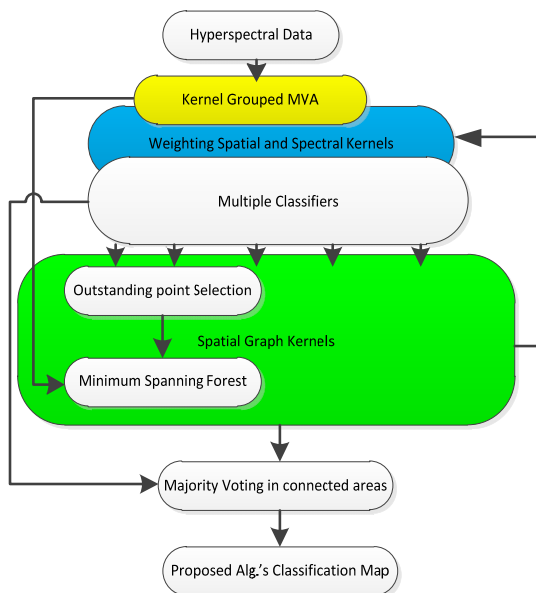 Hyperspectral Data
Kernel Grouped MVA
Weighting Spatial and Spectral Kernels
Multiple Classifiers
Outstanding point Selection
Spatial Graph Kernels
Minimum Spanning Forest
Majority Voting in connected areas
Proposed Alg.'s Classification Map